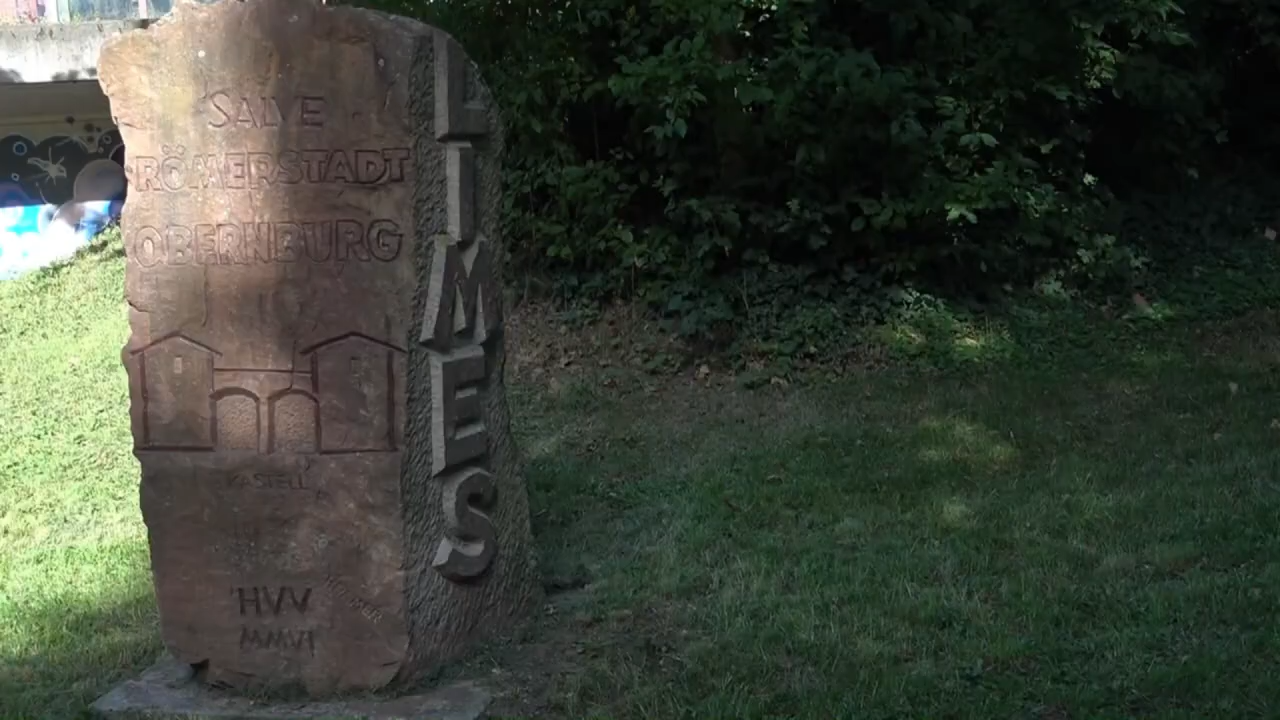 SALVE
RÖMERSTADT
OBERNBURG
KASTELL
HVV
MMVI
LIMES